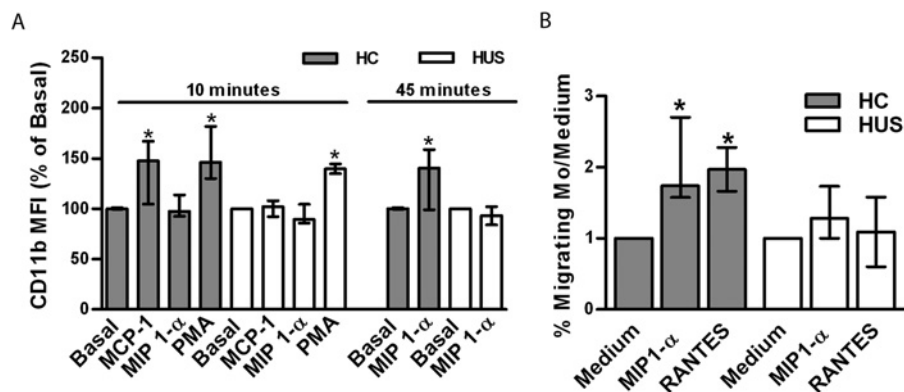 A
B
HC HUS
10 minutes 45 minutes
CD11b MFI (% of Basal)
250
200
150
100
50
0
* * * *
Basal MCP-1 MIP 1-α PMA Basal MCP-1 MIP 1-α PMA Basal MIP 1-α Basal MIP 1-α
HC
HUS
% Migrating Mo/Medium
3
2
1
0
* *
Medium MIP1-α RANTES Medium MIP1-α RANTES